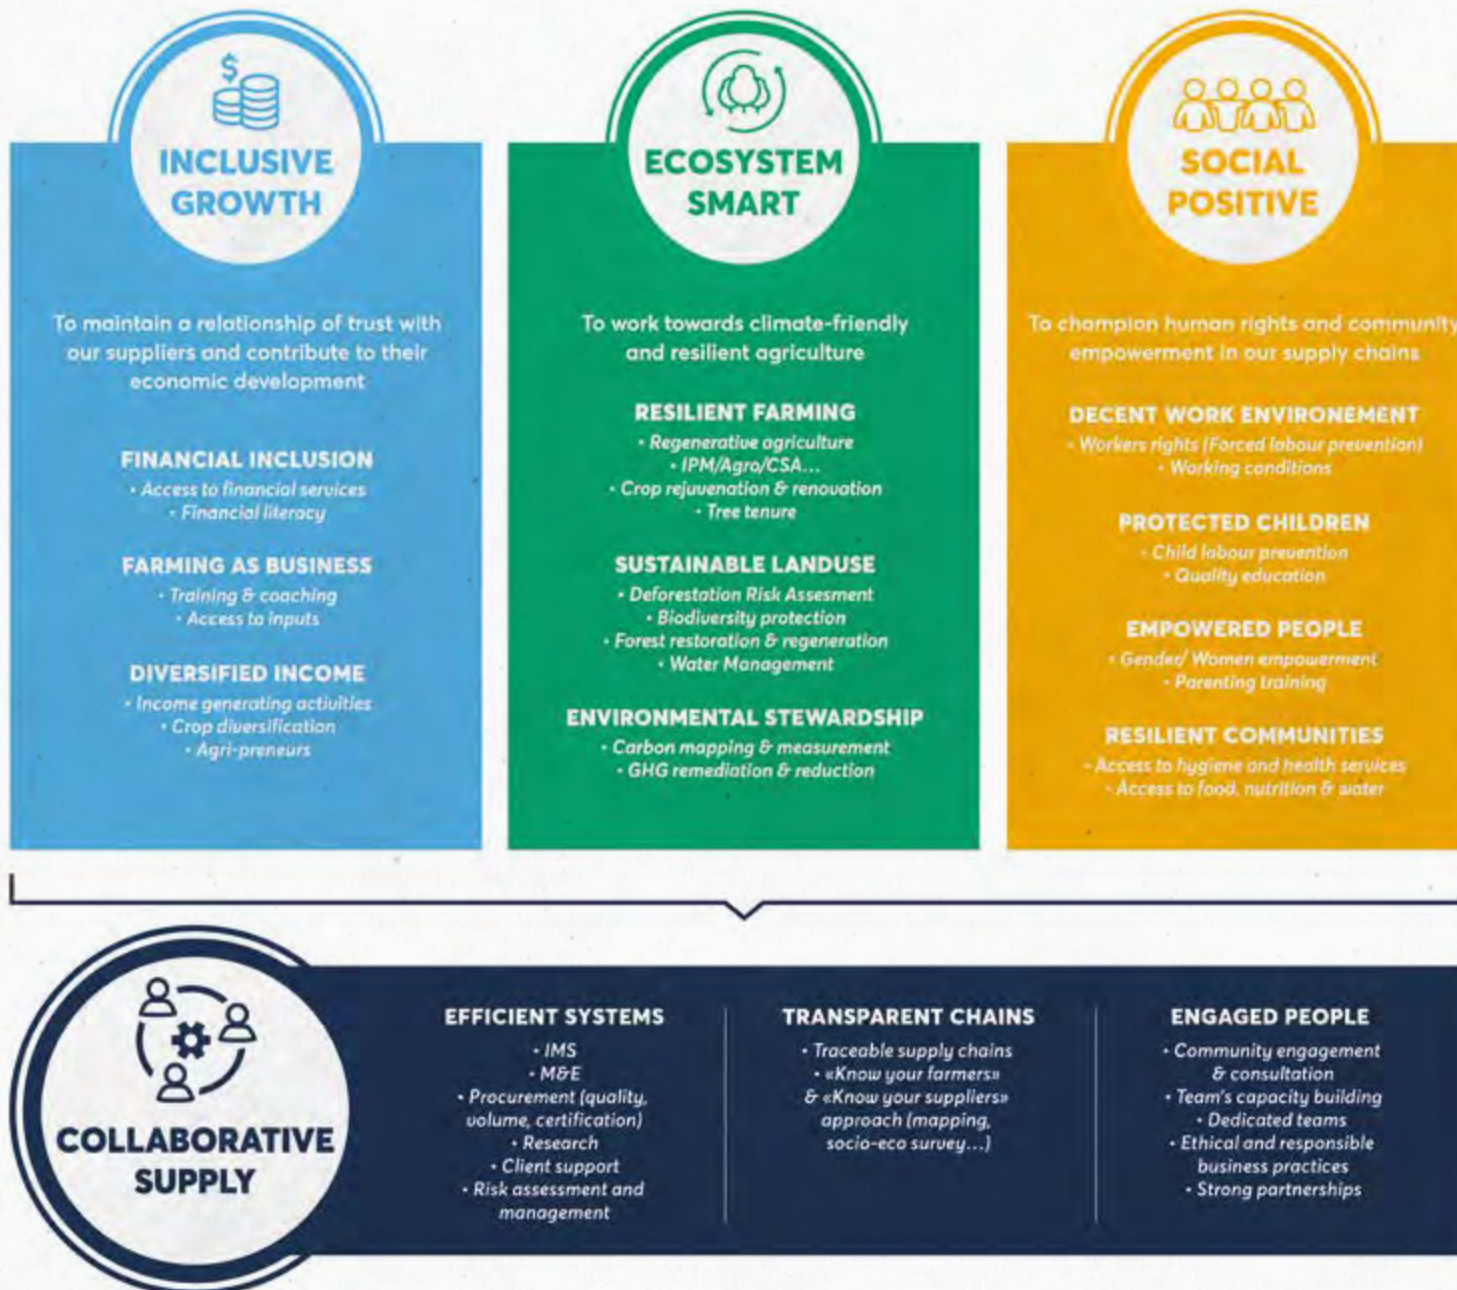 $
INCLUSIVE
GROWTH
To maintain a relationship of trust with
our suppliers and contribute to their
economic development
FINANCIAL INCLUSION
• Access to financial services
• Financial literacy
FARMING AS BUSINESS
• Training & coaching
• Access to inputs
DIVERSIFIED INCOME
• Income generating activities
• Crop diversification
• Agri-preneurs
ECOSYSTEM
SMART
To work towards climate-friendly
and resilient agriculture
RESILIENT FARMING
• Regenerative agriculture
• IPM/Agro/CSA...
• Crop rejuvenation & renovation
• Tree tenure
SUSTAINABLE LANDUSE
• Deforestation Risk Assesment
• Biodiversity protection
• Forest restoration & regeneration
• Water Management
ENVIRONMENTAL STEWARDSHIP
• Carbon mapping & measurement
• GHG remediation & reduction
SOCIAL
POSITIVE
To champion human rights and community
empowerment in our supply chains
DECENT WORK ENVIRONEMENT
• Workers rights (Forced labour prevention)
• Working conditions
PROTECTED CHILDREN
• Child labour prevention
• Quality education
EMPOWERED PEOPLE
• Gender/ Women empowerment
• Parenting training
RESILIENT COMMUNITIES
• Access to hygiene and health services
• Access to food, nutrition & water
COLLABORATIVE
SUPPLY
EFFICIENT SYSTEMS
• IMS
• M&E
• Procurement (quality,
volume, certification)
• Research
• Client support
• Risk assessment and
management
TRANSPARENT CHAINS
• Traceable supply chains
• «Know your farmers»
& «Know your suppliers»
approach (mapping,
socio-eco survey...)
ENGAGED PEOPLE
• Community engagement
& consultation
• Team's capacity building
• Dedicated teams
• Ethical and responsible
business practices
• Strong partnerships